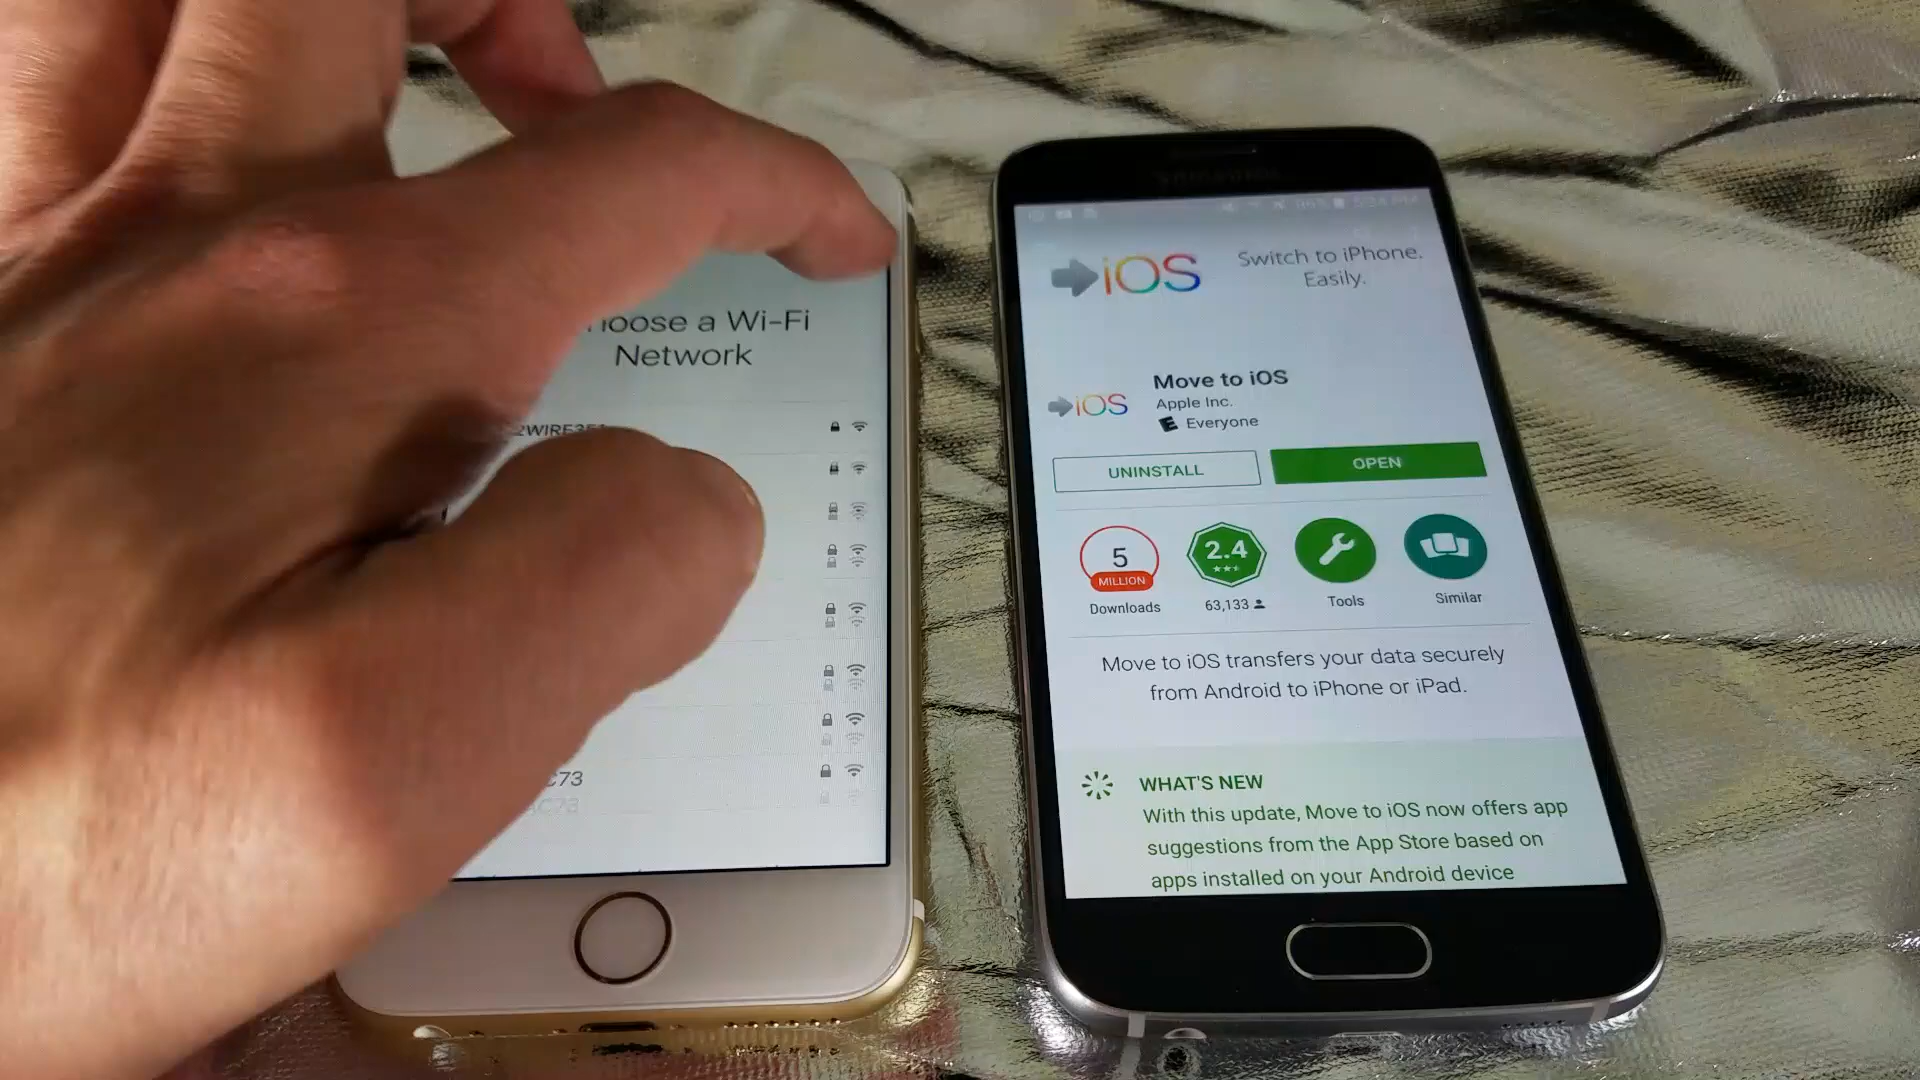 hoose a Wi-Fi
Network
C73
AC73
SAMSUNG
iOS
Switch to iPhone.
Easily.
iOS
Move to iOS
Apple Inc.
E Everyone
UNINSTALL
OPEN
5
MILLION
Downloads
2.4
63,133
Tools
Similar
Move to iOS transfers your data securely
from Android to iPhone or iPad.
WHAT'S NEW
With this update, Move to iOS now offers app
suggestions from the App Store based on
apps installed on your Android device